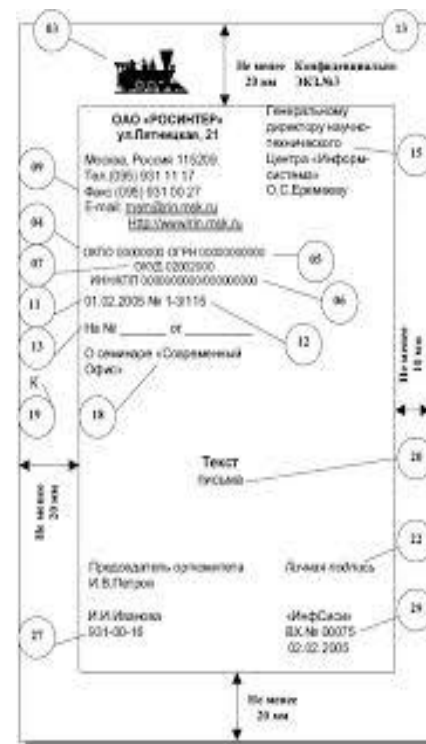 03
13
Не менее
20 мм
Конфиденциально
ЭКЗ.№3
ОАО «РОСИНТЕР»
ул.Пятницкая, 21
Генеральному
директору научно-
технического
Центра «Информ-
система»
О.С.Еремееву
15
09
Москва, Россия 115209
Тел.(095) 931 11 17
Факс (095) 931 00 27
E-mail:
04
ОКПО 00000000 ОГРН 0000000000000
05
07
ОКУД 02002000
ИНН/КПП 0000000000/000000000
06
11
01.02.2005 № 1-3/115
12
13
На № ______ от ________
О семинаре «Современный
Офис»
Не менее
10 мм
К
19
18
Не менее
20 мм
Текст
письма
20
Председатель оргкомитета
И.В.Петров
Личная подпись
22
И.И.Иванова
931-00-16
27
«ИнфСист»
ВХ.№ 00075
02.02.2005
29
Не менее
20 мм